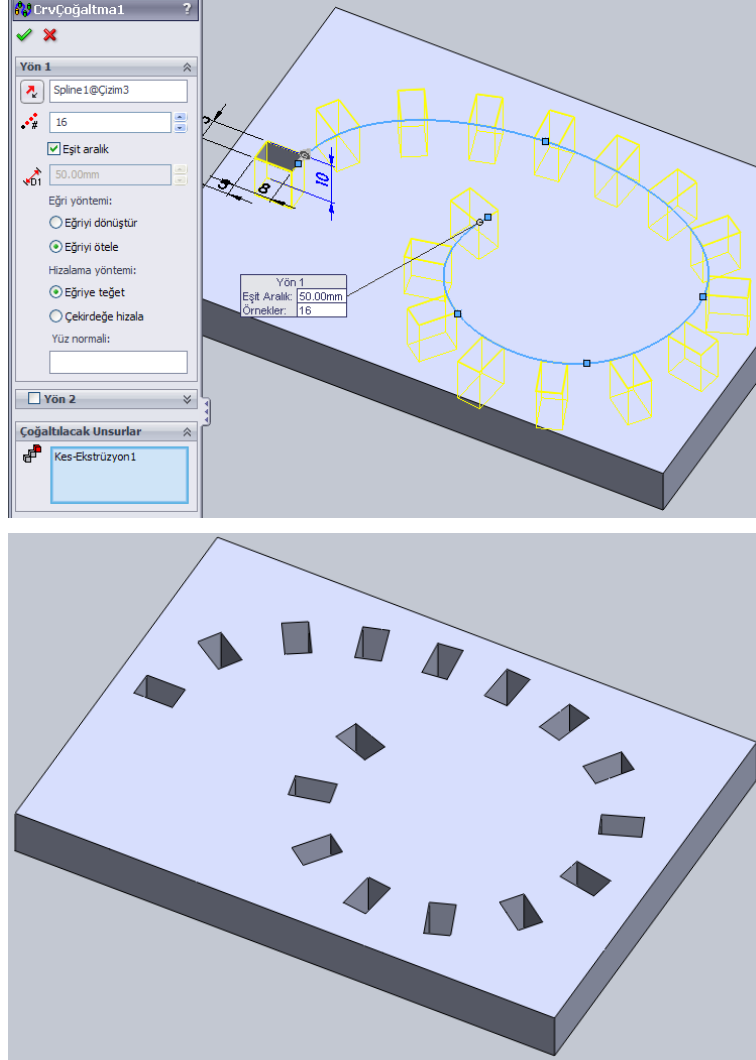 CrvÇoğaltma1 ?
Yön 1
Spline1@Çizim3
#
16
Eşit aralık
D1
50.00mm
Eğri yöntemi:
Eğriyi dönüştür
Eğriyi ötele
Hizalama yöntemi:
Eğriye teğet
Çekirdeğe hizala
Yüz normali:
Yön 2
Çoğaltılacak Unsurlar
Kes-Ekstrüzyon1
8
10
Yön 1
Eşit Aralık: 50.00mm
Örnekler: 16